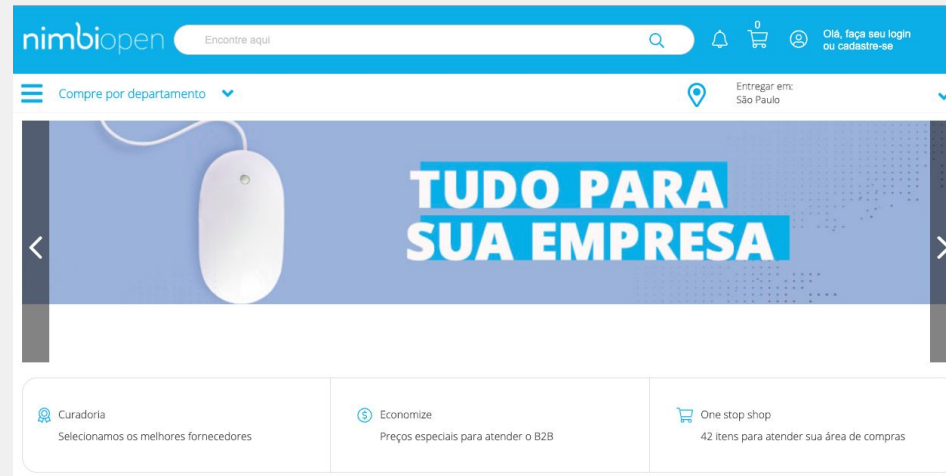 nimbiopen
Encontre aqui
0
Olá, faça seu login
ou cadastre-se
Compre por departamento
Entregar em:
São Paulo
TUDO PARA
SUA EMPRESA
Curadoria
Selecionamos os melhores fornecedores
Economize
Preços especiais para atender o B2B
One stop shop
42 itens para atender sua área de compras